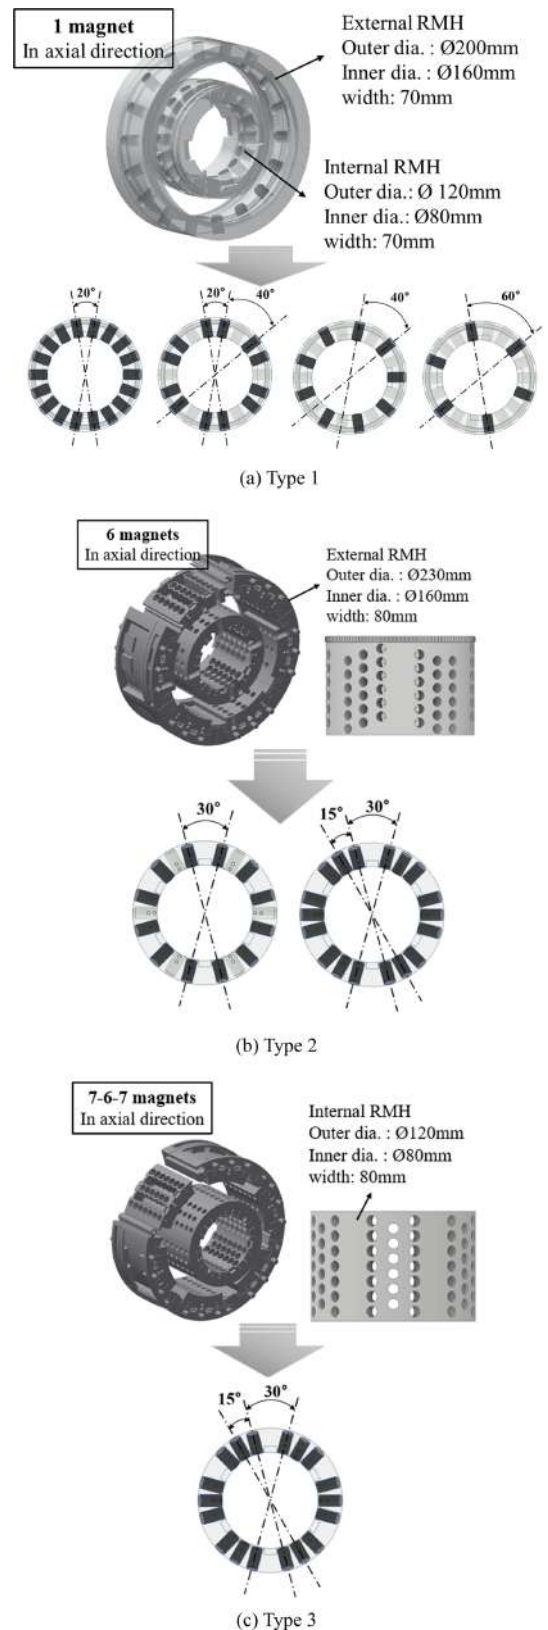 1 magnet
In axial direction
External RMH
Outer dia. : Ø200mm
Inner dia. : Ø160mm
width: 70mm
Internal RMH
Outer dia.: Ø 120mm
Inner dia.: Ø80mm
width: 70mm
20° 20° 40° 40° 60°
(a) Type 1
6 magnets
In axial direction
External RMH
Outer dia. : Ø230mm
Inner dia. : Ø160mm
width: 80mm
30° 15° 30°
(b) Type 2
7-6-7 magnets
In axial direction
Internal RMH
Outer dia. : Ø120mm
Inner dia. : Ø80mm
width: 80mm
15° 30°
(c) Type 3